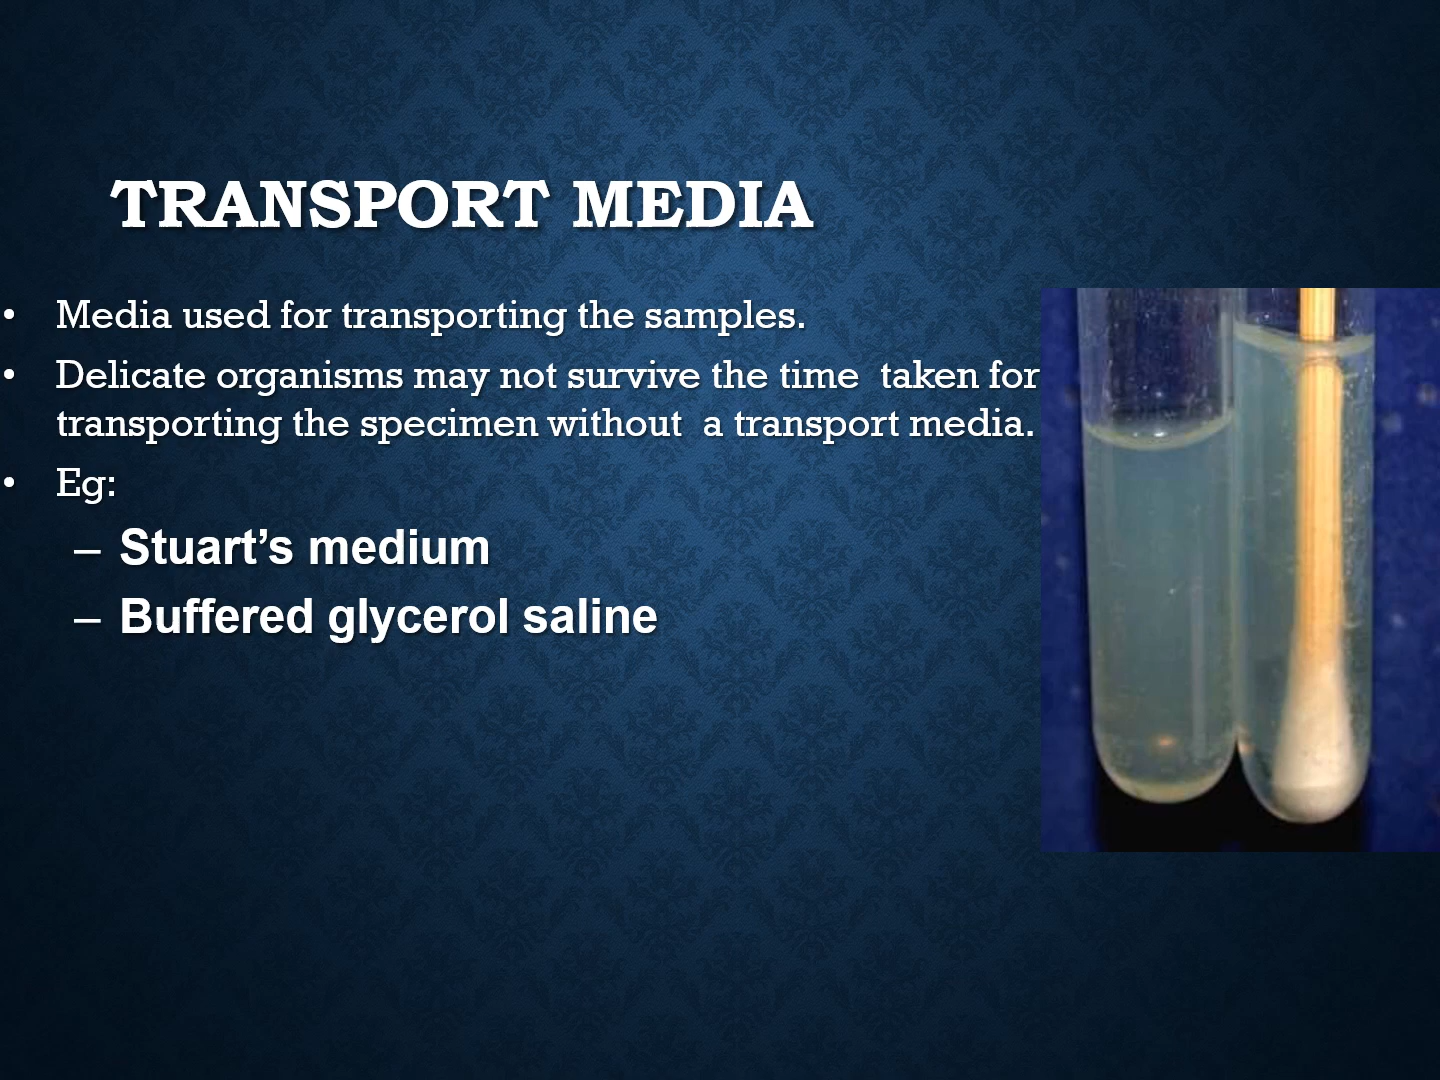 TRANSPORT MEDIA
• Media used for transporting the samples.
• Delicate organisms may not survive the time  taken for
transporting the specimen without  a transport media.
• Eg:
– Stuart’s medium
– Buffered glycerol saline